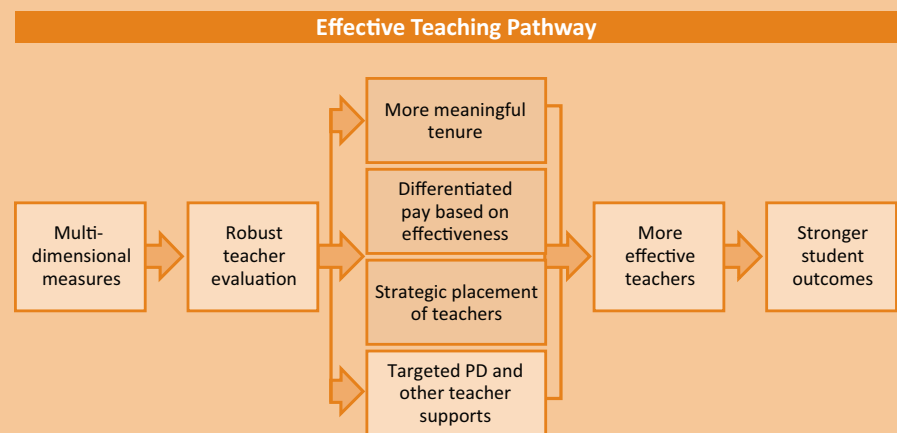 Effective Teaching Pathway
Multi-
dimensional
measures
Robust
teacher
evaluation
More meaningful
tenure
Differentiated
pay based on
effectiveness
Strategic placement
of teachers
Targeted PD and
other teacher
supports
More
effective
teachers
Stronger
student
outcomes